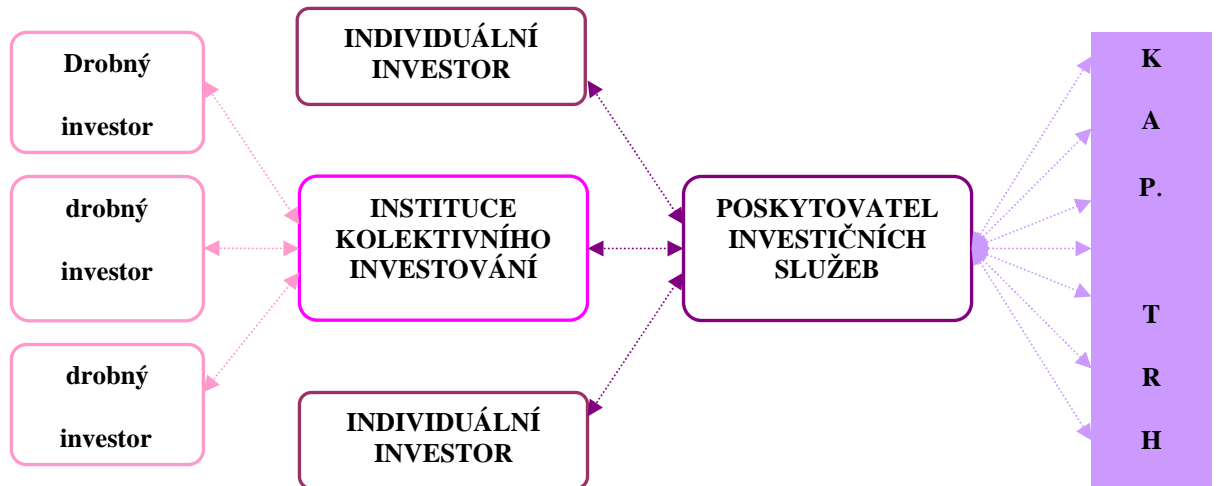 Drobný
investor
drobný
investor
drobný
investor
INDIVIDUÁLNÍ
INVESTOR
INSTITUCE
KOLEKTIVNÍHO
INVESTOVÁNÍ
INDIVIDUÁLNÍ
INVESTOR
POSKYTOVATEL
INVESTIČNÍCH
SLUŽEB
K
A
P.
T
R
H